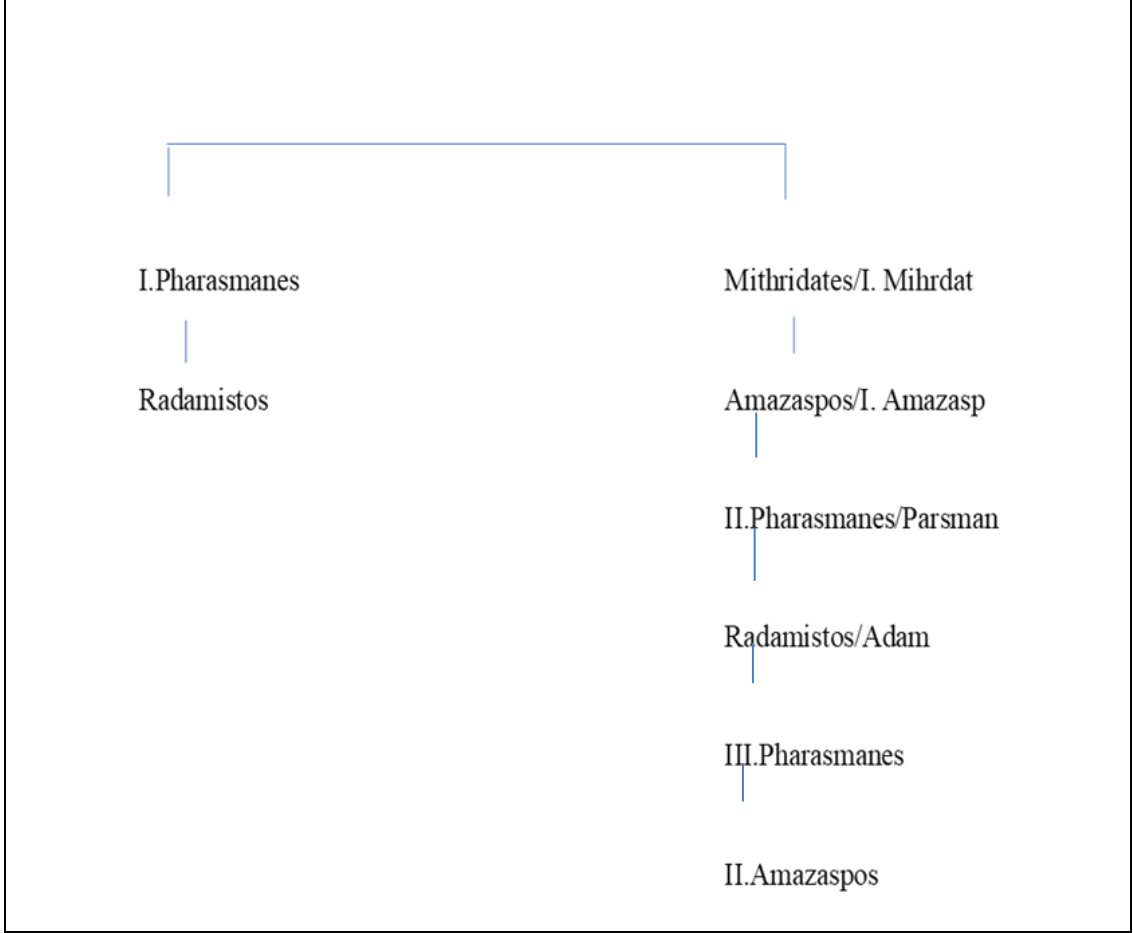 I.Pharasmanes
Mithridates/I. Mihrdat
Radamistos
Amazaspos/I. Amazasp
II.Pharasmanes/Parsman
Radamistos/Adam
III.Pharasmanes
II.Amazaspos